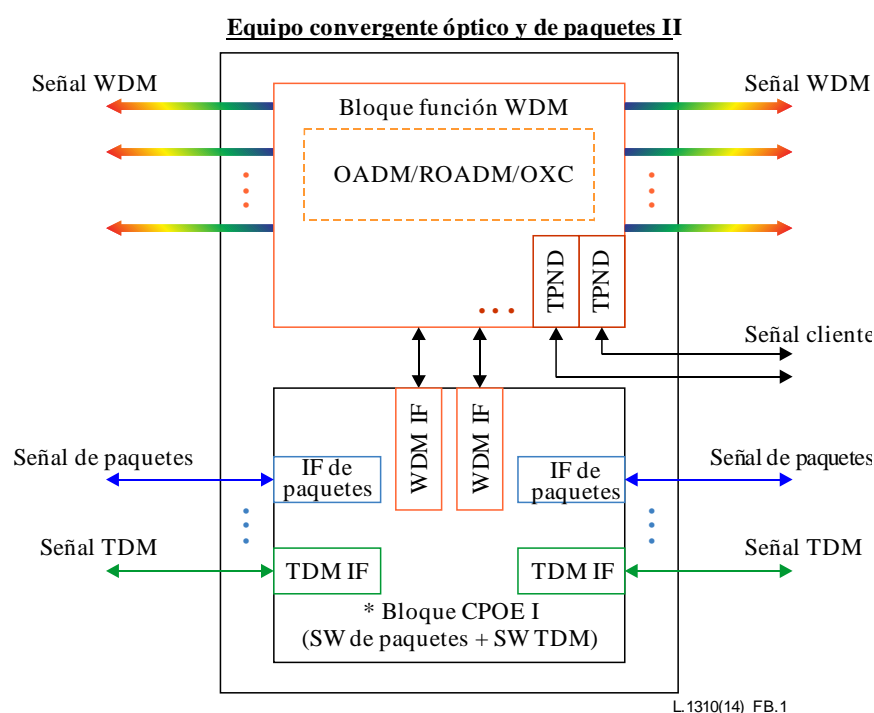 Equipo convergente óptico y de paquetes II
Señal WDM
Señal WDM
Bloque función WDM
OADM/ROADM/OXC
TPND
TPND
Señal cliente
WDM IF
WDM IF
Señal de paquetes
IF de
paquetes
IF de
paquetes
Señal de paquetes
Señal TDM
TDM IF
TDM IF
Señal TDM
* Bloque CPOE I
(SW de paquetes + SW TDM)
L.1310(14)_FB.1